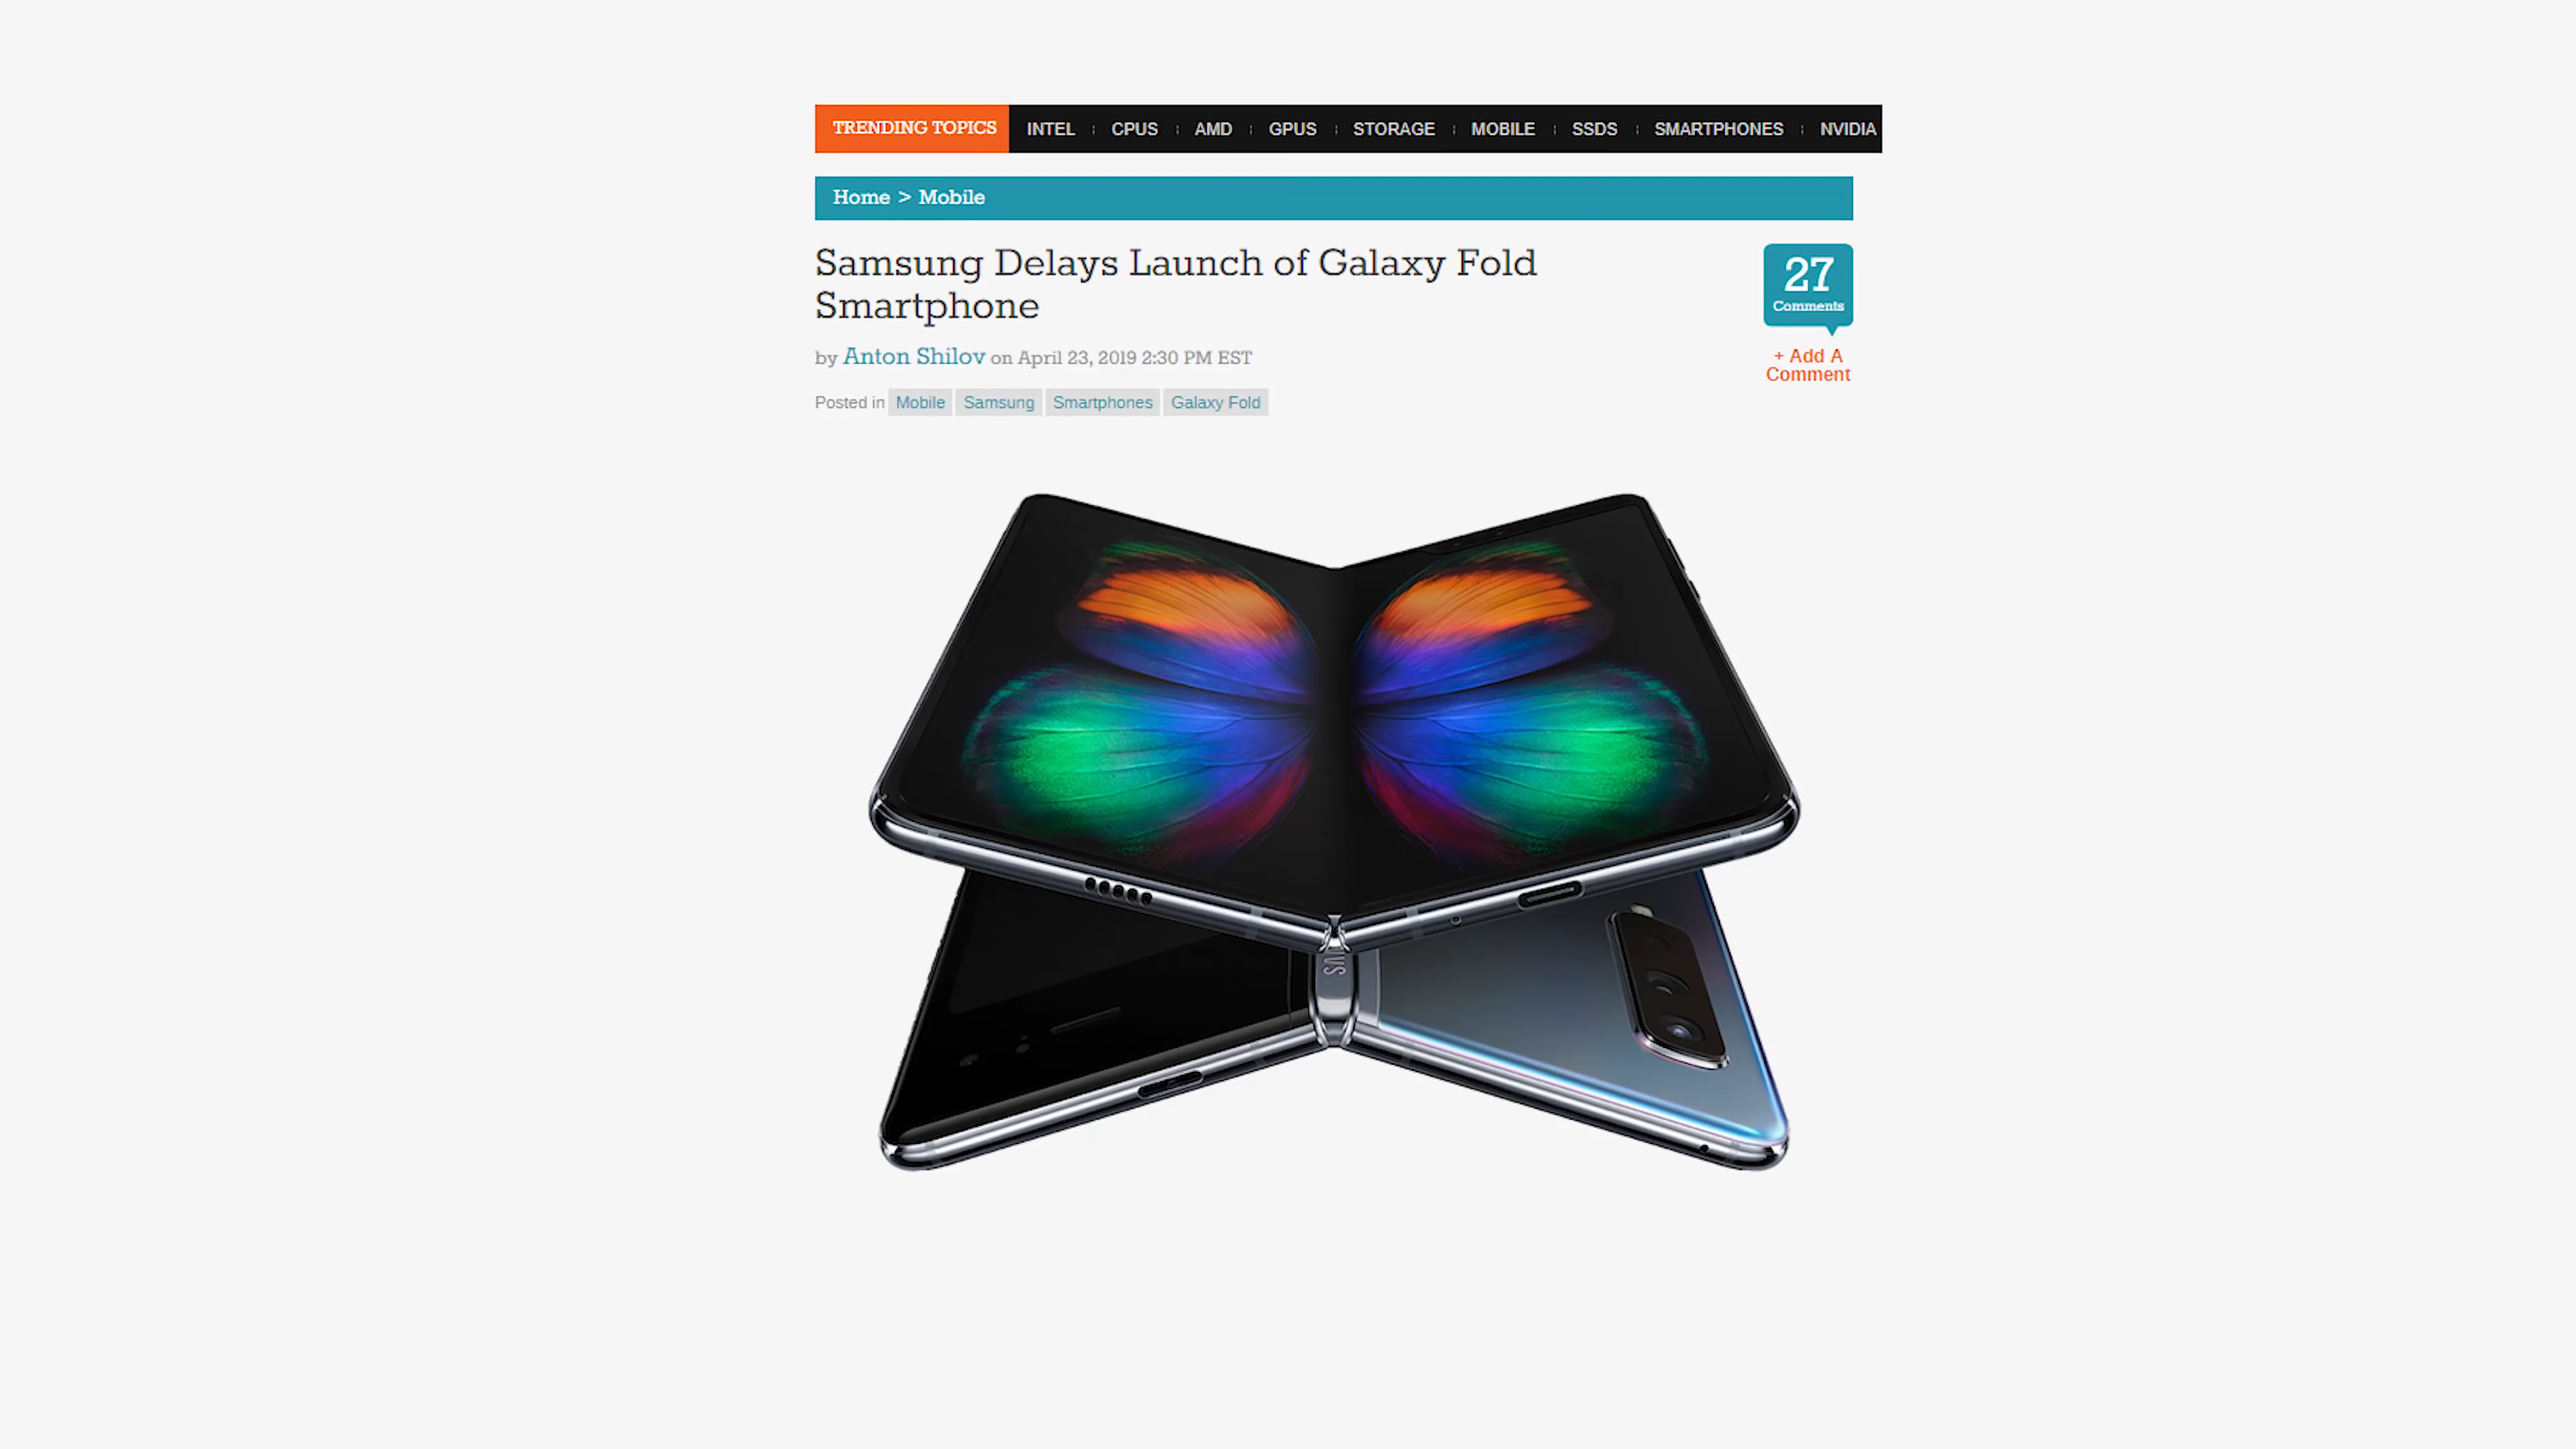 TRENDING TOPICS INTEL CPUS AMD GPUS STORAGE MOBILE SSDS SMARTPHONES NVIDIA
Home > Mobile
Samsung Delays Launch of Galaxy Fold
Smartphone
27
Comments
by Anton Shilov on April 23, 2019 2:30 PM EST
+ Add A
Comment
Posted in Mobile Samsung Smartphones Galaxy Fold